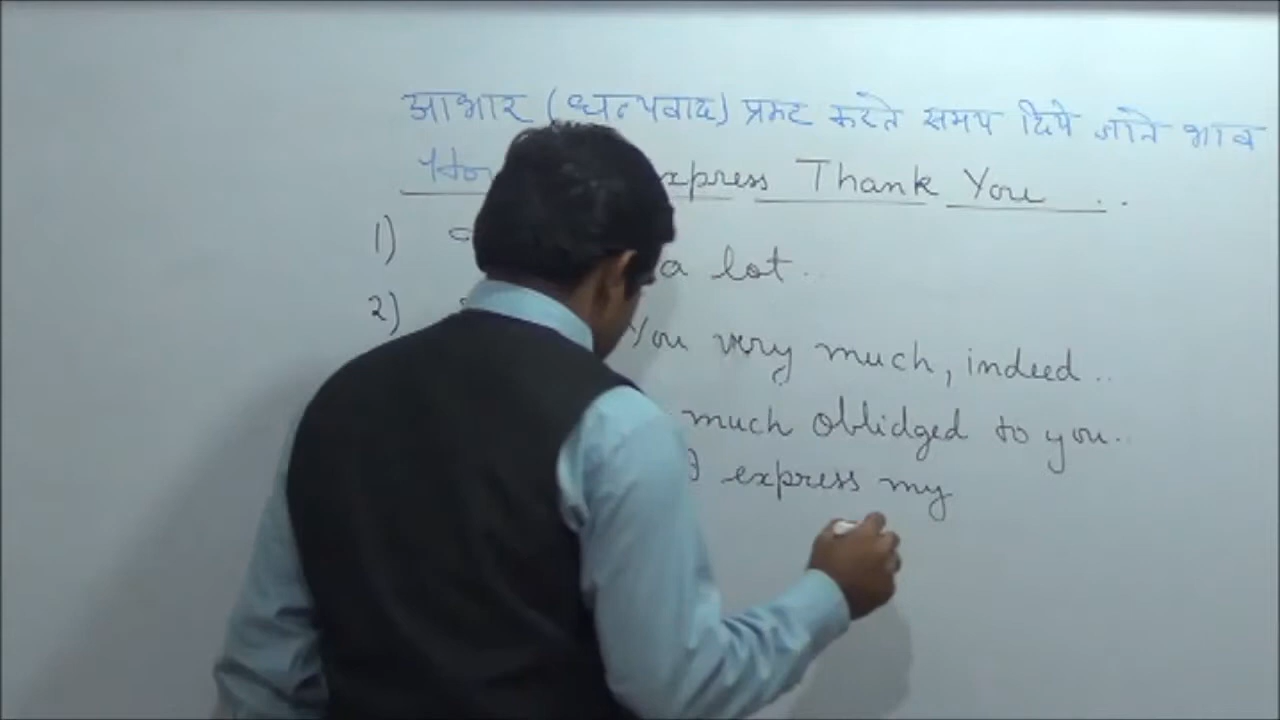 आभार (धन्यवाद) प्रकट करते समय दिये जाने भाव
How express Thank You ..
1) a lot ..
2) You very much, indeed ..
much oblidged to you ..
I express my